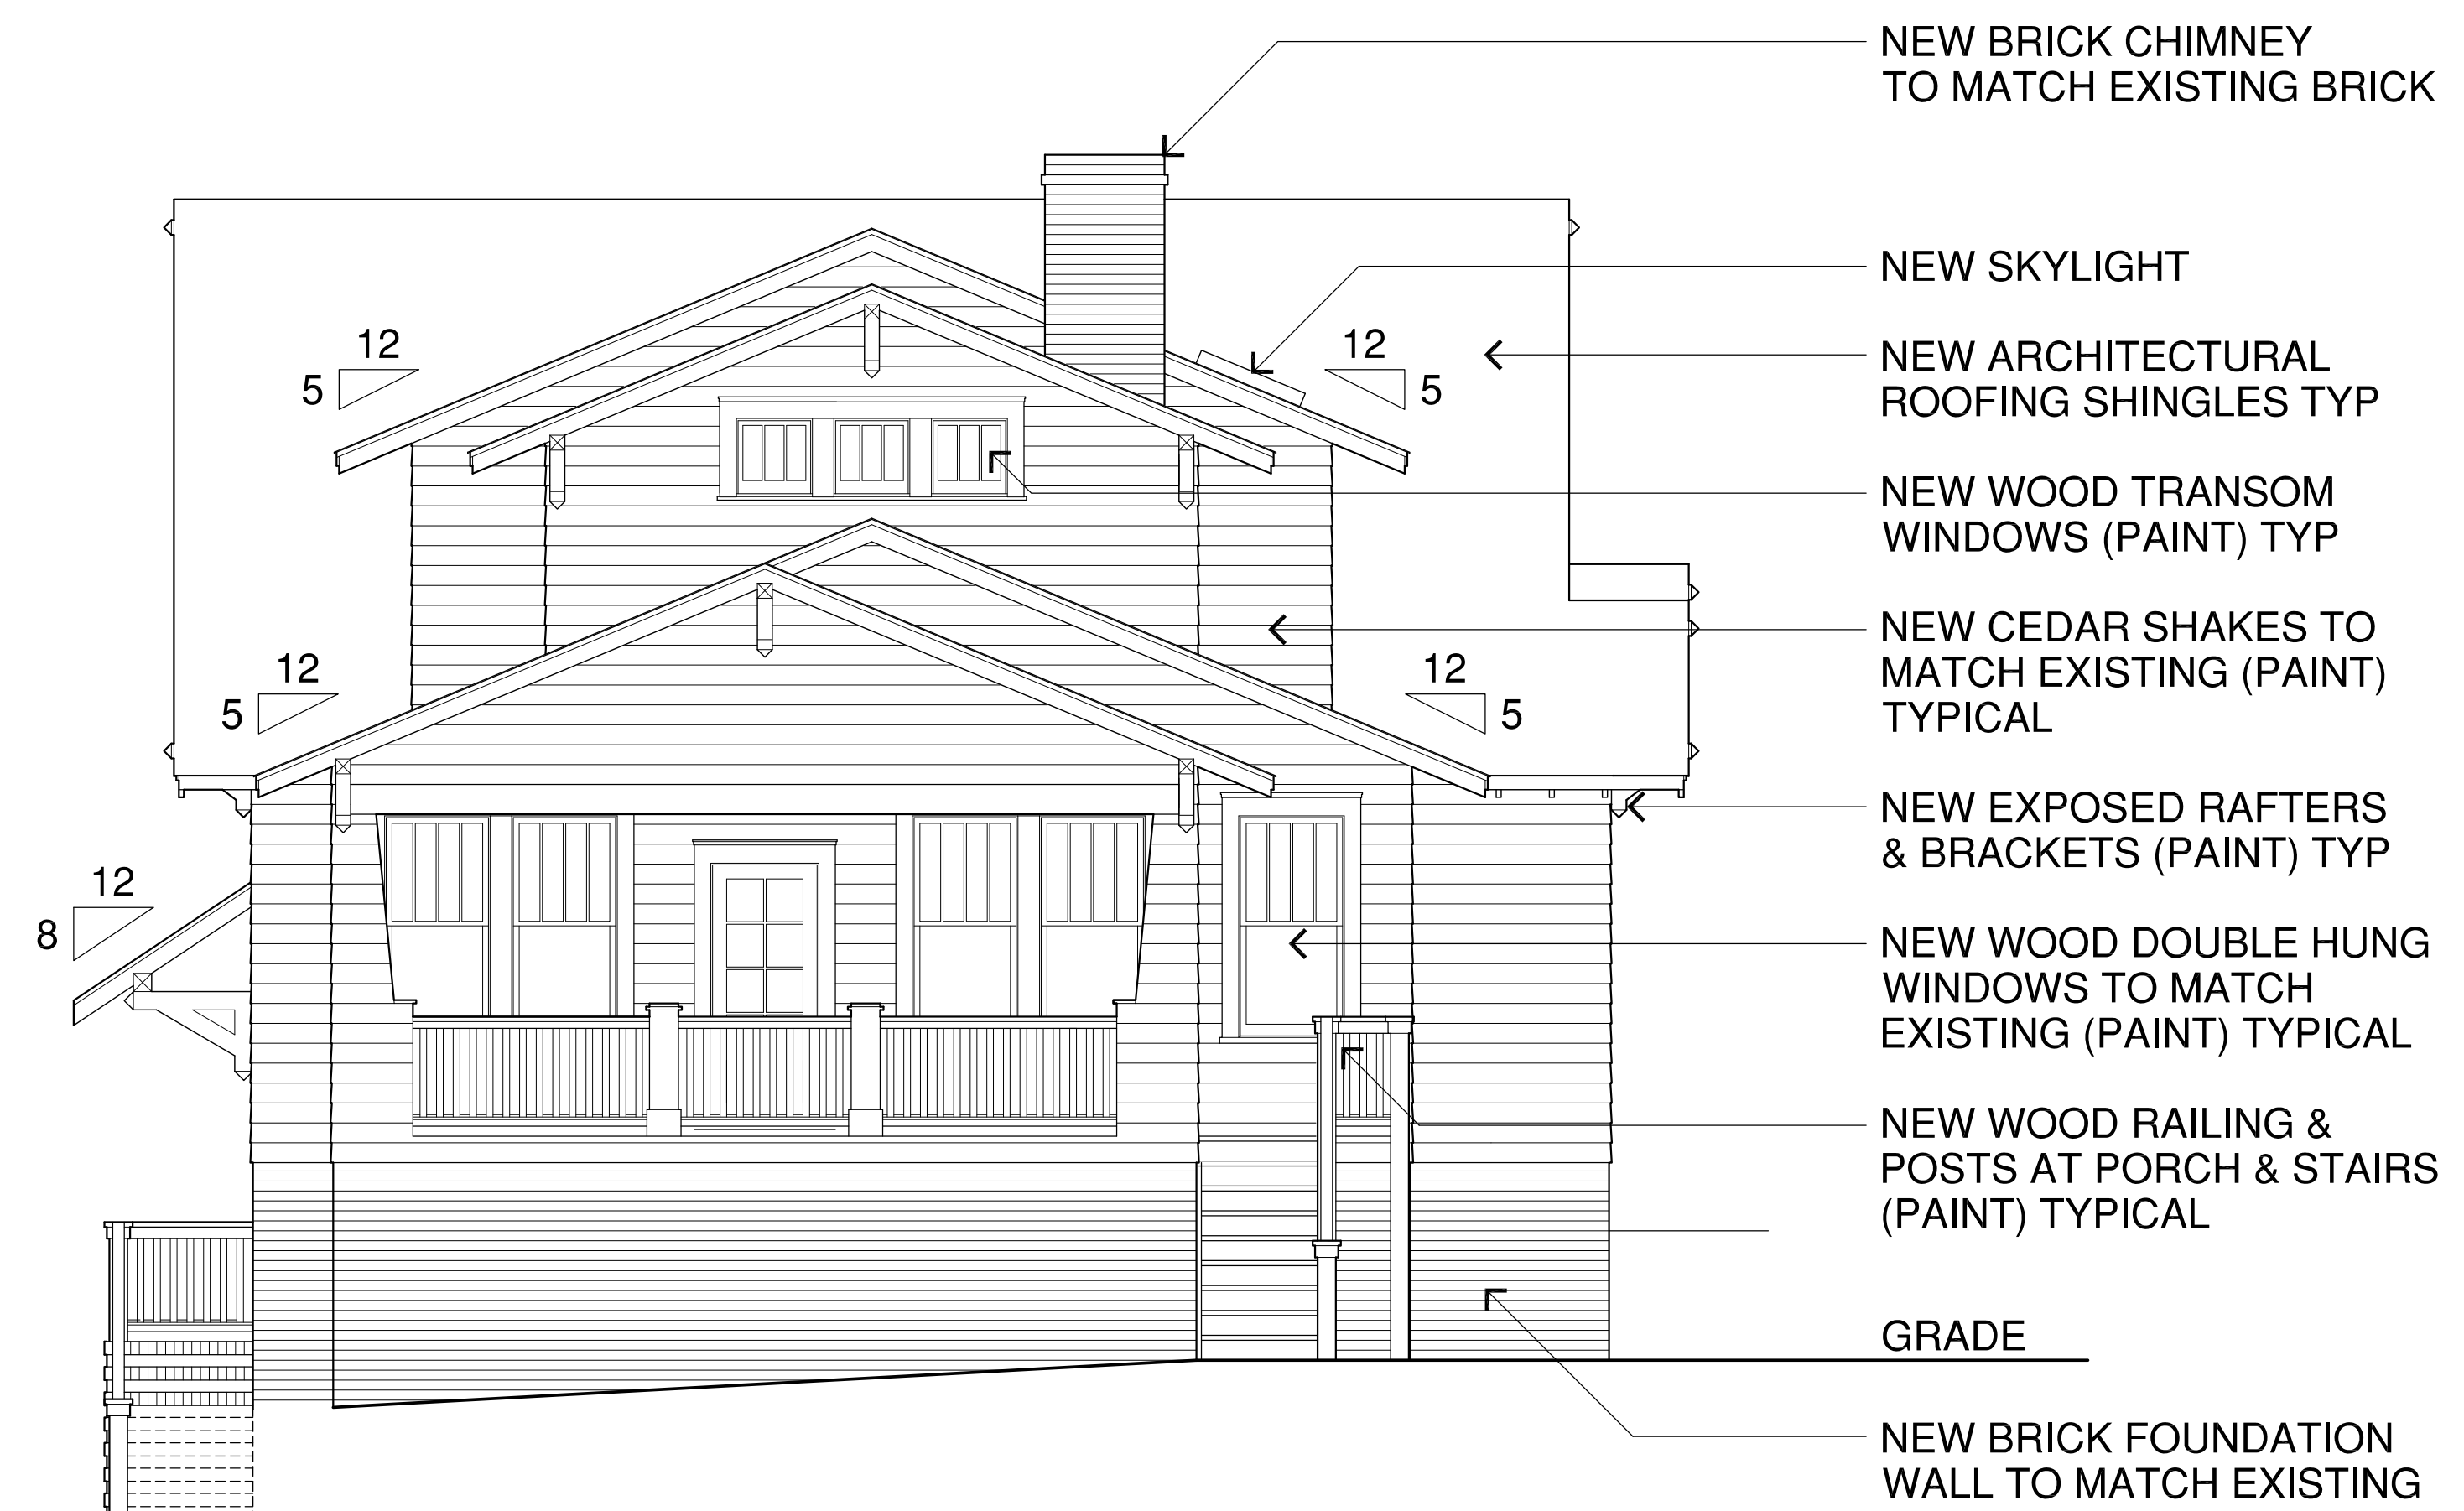 NEW BRICK CHIMNEY
TO MATCH EXISTING BRICK
NEW SKYLIGHT
12
5
12
5
NEW ARCHITECTURAL
ROOFING SHINGLES TYP
NEW WOOD TRANSOM
WINDOWS (PAINT) TYP
NEW CEDAR SHAKES TO
MATCH EXISTING (PAINT)
TYPICAL
12
5
12
5
NEW EXPOSED RAFTERS
& BRACKETS (PAINT) TYP
12
8
NEW WOOD DOUBLE HUNG
WINDOWS TO MATCH
EXISTING (PAINT) TYPICAL
NEW WOOD RAILING &
POSTS AT PORCH & STAIRS
(PAINT) TYPICAL
GRADE
NEW BRICK FOUNDATION
WALL TO MATCH EXISTING